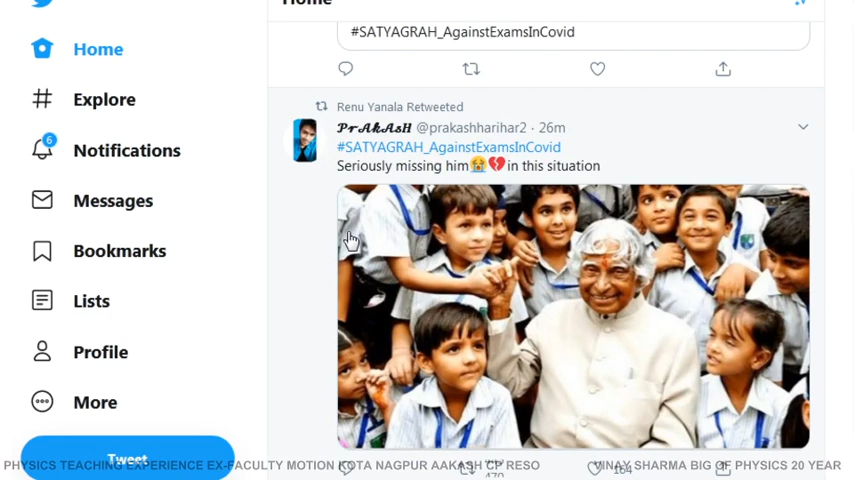 Home
Explore
6
Notifications
Messages
Bookmarks
Lists
Profile
More
Tweet
Home
#SATYAGRAH_AgainstExamsInCovid
Renu Yanala Retweeted
PrAkAsH @prakashharihar2 · 26m
#SATYAGRAH_AgainstExamsInCovid
Seriously missing him😭💔in this situation
164
PHYSICS TEACHING EXPERIENCE EX-FACULTY MOTION KOTA NAGPUR AAKASH CP RESO
VINAY SHARMA BIG OF PHYSICS 20 YEAR